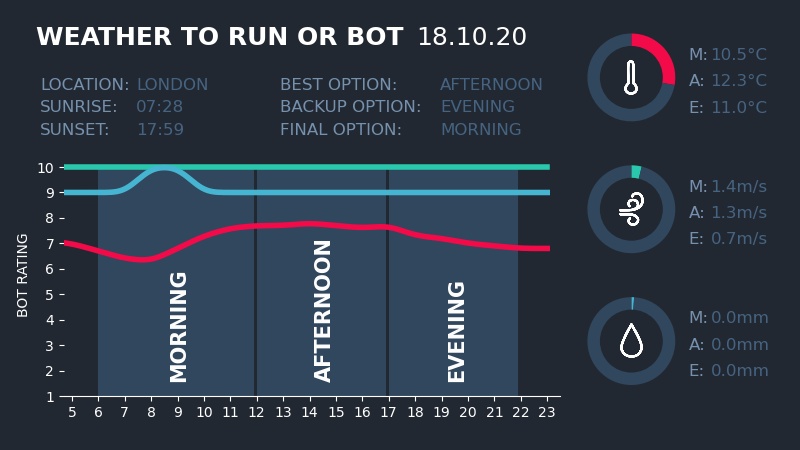 WEATHER TO RUN OR BOT 18.10.20
LOCATION: LONDON
SUNRISE: 07:28
SUNSET: 17:59
BEST OPTION: AFTERNOON
BACKUP OPTION: EVENING
FINAL OPTION: MORNING
M: 10.5°C
A: 12.3°C
E: 11.0°C
M: 1.4m/s
A: 1.3m/s
E: 0.7m/s
M: 0.0mm
A: 0.0mm
E: 0.0mm
BOT RATING
10
9
8
7
6
5
4
3
2
1
MORNING
AFTERNOON
EVENING
5 6 7 8 9 10 11 12 13 14 15 16 17 18 19 20 21 22 23